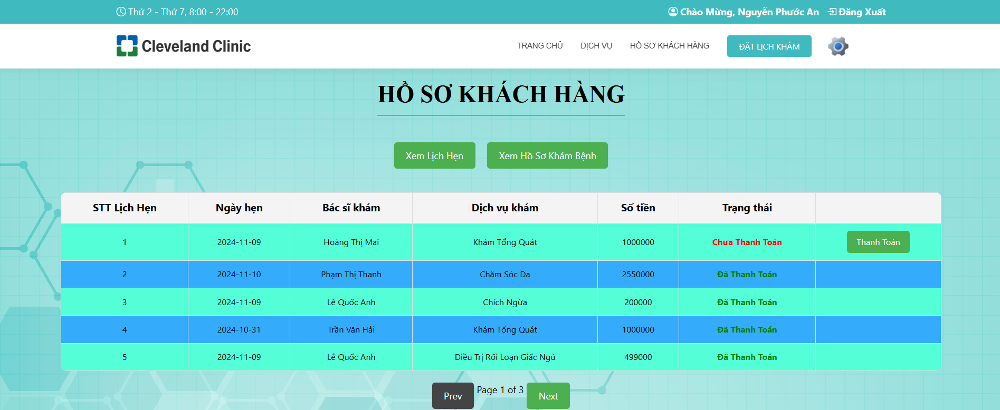 Thứ 2 - Thứ 7, 8:00 - 22:00
Chào Mừng, Nguyễn Phước An
Đăng Xuất
Cleveland Clinic
TRANG CHỦ
DỊCH VỤ
HỒ SƠ KHÁCH HÀNG
ĐẶT LỊCH KHÁM
HỒ SƠ KHÁCH HÀNG
Xem Lịch Hẹn
Xem Hồ Sơ Khám Bệnh
STT Lịch Hẹn Ngày hẹn Bác sĩ khám Dịch vụ khám Số tiền Trạng thái
1 2024-11-09 Hoàng Thị Mai Khám Tổng Quát 1000000 Chưa Thanh Toán Thanh Toán
2 2024-11-10 Phạm Thị Thanh Chăm Sóc Da 2550000 Đã Thanh Toán
3 2024-11-09 Lê Quốc Anh Chích Ngừa 200000 Đã Thanh Toán
4 2024-10-31 Trần Văn Hải Khám Tổng Quát 1000000 Đã Thanh Toán
5 2024-11-09 Lê Quốc Anh Điều Trị Rối Loạn Giấc Ngủ 499000 Đã Thanh Toán
Prev Page 1 of 3 Next